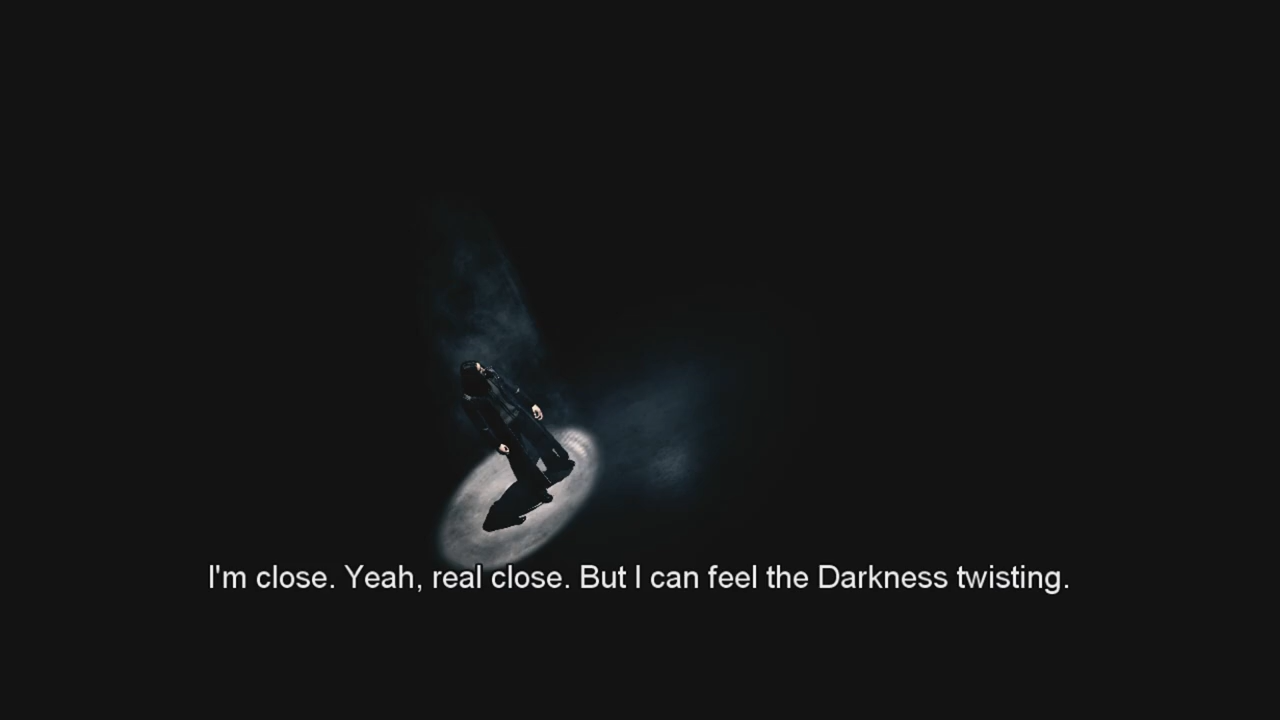 I'm close. Yeah, real close. But I can feel the Darkness twisting.